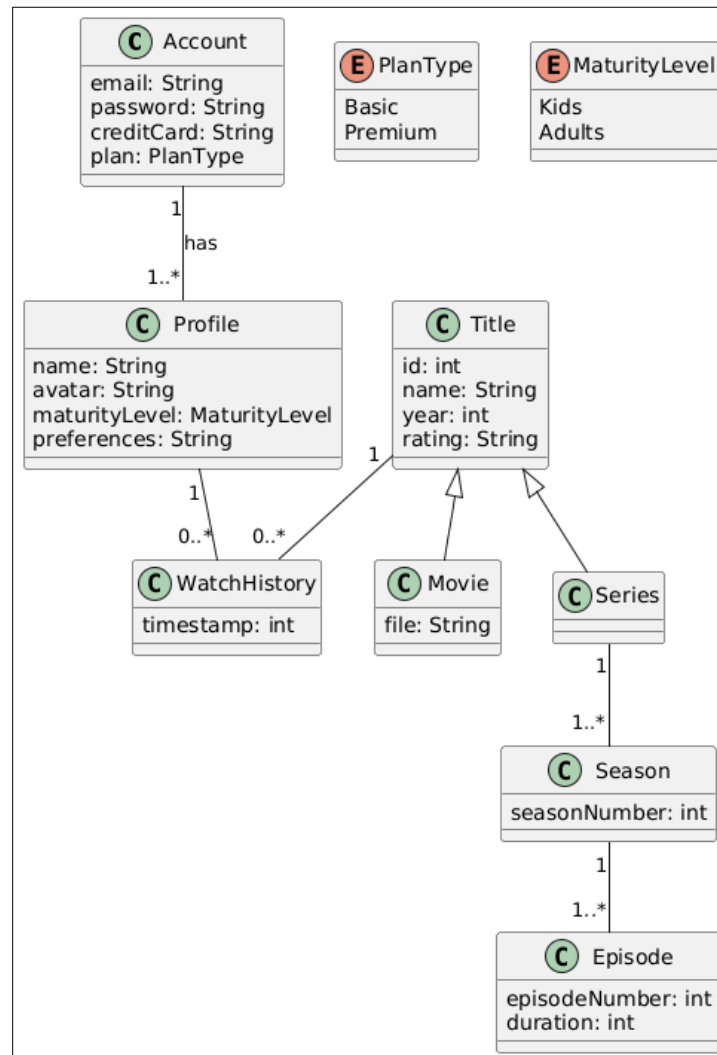 C Account
email: String
password: String
creditCard: String
plan: PlanType
E PlanType
Basic
Premium
E MaturityLevel
Kids
Adults
1
has
1..*
C Profile
name: String
avatar: String
maturityLevel: MaturityLevel
preferences: String
C Title
id: int
name: String
year: int
rating: String
1
0..*
1
0..*
C WatchHistory
timestamp: int
C Movie
file: String
C Series
1
1..*
C Season
seasonNumber: int
1
1..*
C Episode
episodeNumber: int
duration: int